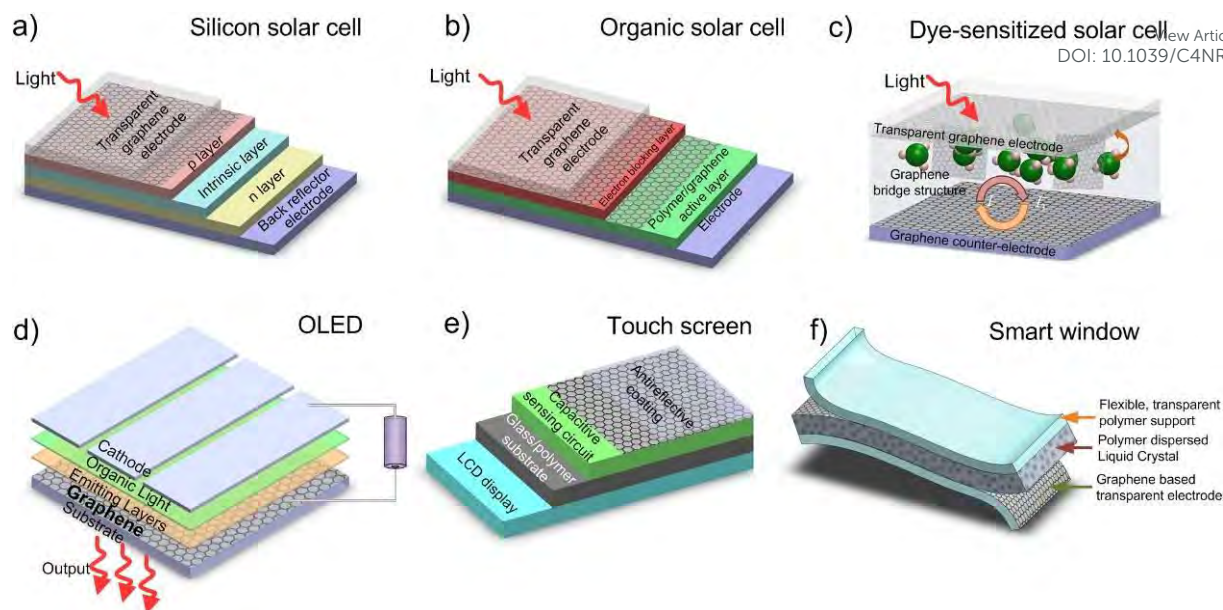 a)
Silicon solar cell
Light
Transparent
graphene
electrode
p layer
Intrinsic layer
n layer
Back reflector
electrode
b)
Organic solar cell
Light
Transparent
graphene
electrode
Electron blocking layer
Polymer/graphene
active layer
Electrode
c)
Dye-sensitized solar cell
View Artic
DOI: 10.1039/C4NR
Light
Transparent graphene electrode
Graphene
bridge structure
Graphene counter-electrode
d)
OLED
Cathode
Organic Light
Emitting Layers
Graphene
Substrate
Output
e)
Touch screen
Antireflective
coating
Capacitive
sensing circuit
Glass/polymer
substrate
LCD display
f)
Smart window
Flexible, transparent
polymer support
Polymer dispersed
Liquid Crystal
Graphene based
transparent electrode